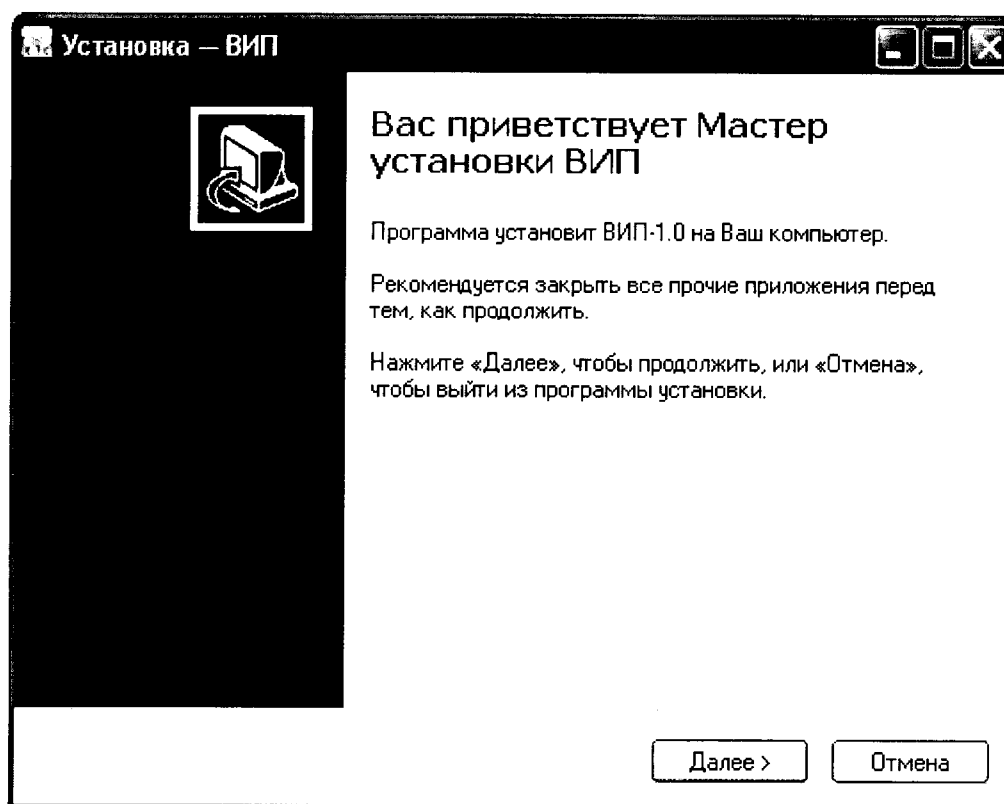 Установка — ВИП
Вас приветствует Мастер
установки ВИП
Программа установит ВИП-1.0 на Ваш компьютер.
Рекомендуется закрыть все прочие приложения перед
тем, как продолжить.
Нажмите «Далее», чтобы продолжить, или «Отмена»,
чтобы выйти из программы установки.
Далее >
Отмена